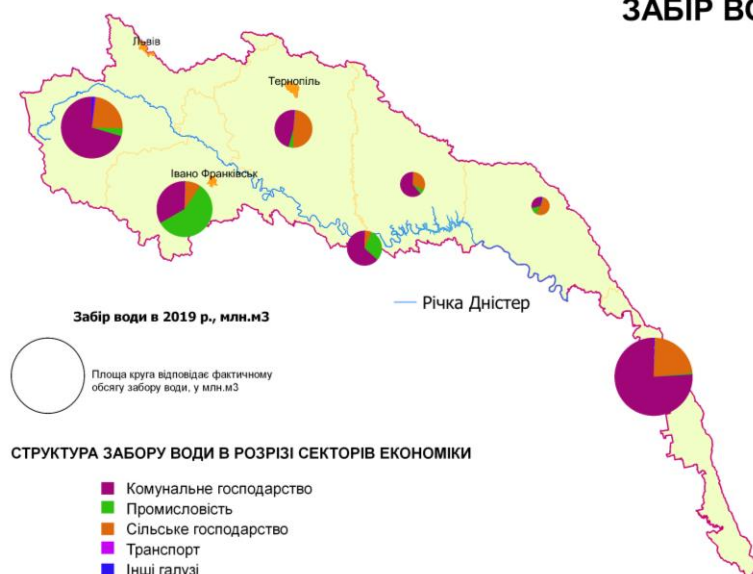 ЗАБІР ВО
Львів
Тернопіль
Івано Франківськ
Річка Дністер
Забір води в 2019 р., млн.м3
Площа круга відповідає фактичному
обсягу забору води, у млн.м3
СТРУКТУРА ЗАБОРУ ВОДИ В РОЗРІЗІ СЕКТОРІВ ЕКОНОМІКИ
Комунальне господарство
Промисловість
Сільське господарство
Транспорт
Інші галузі